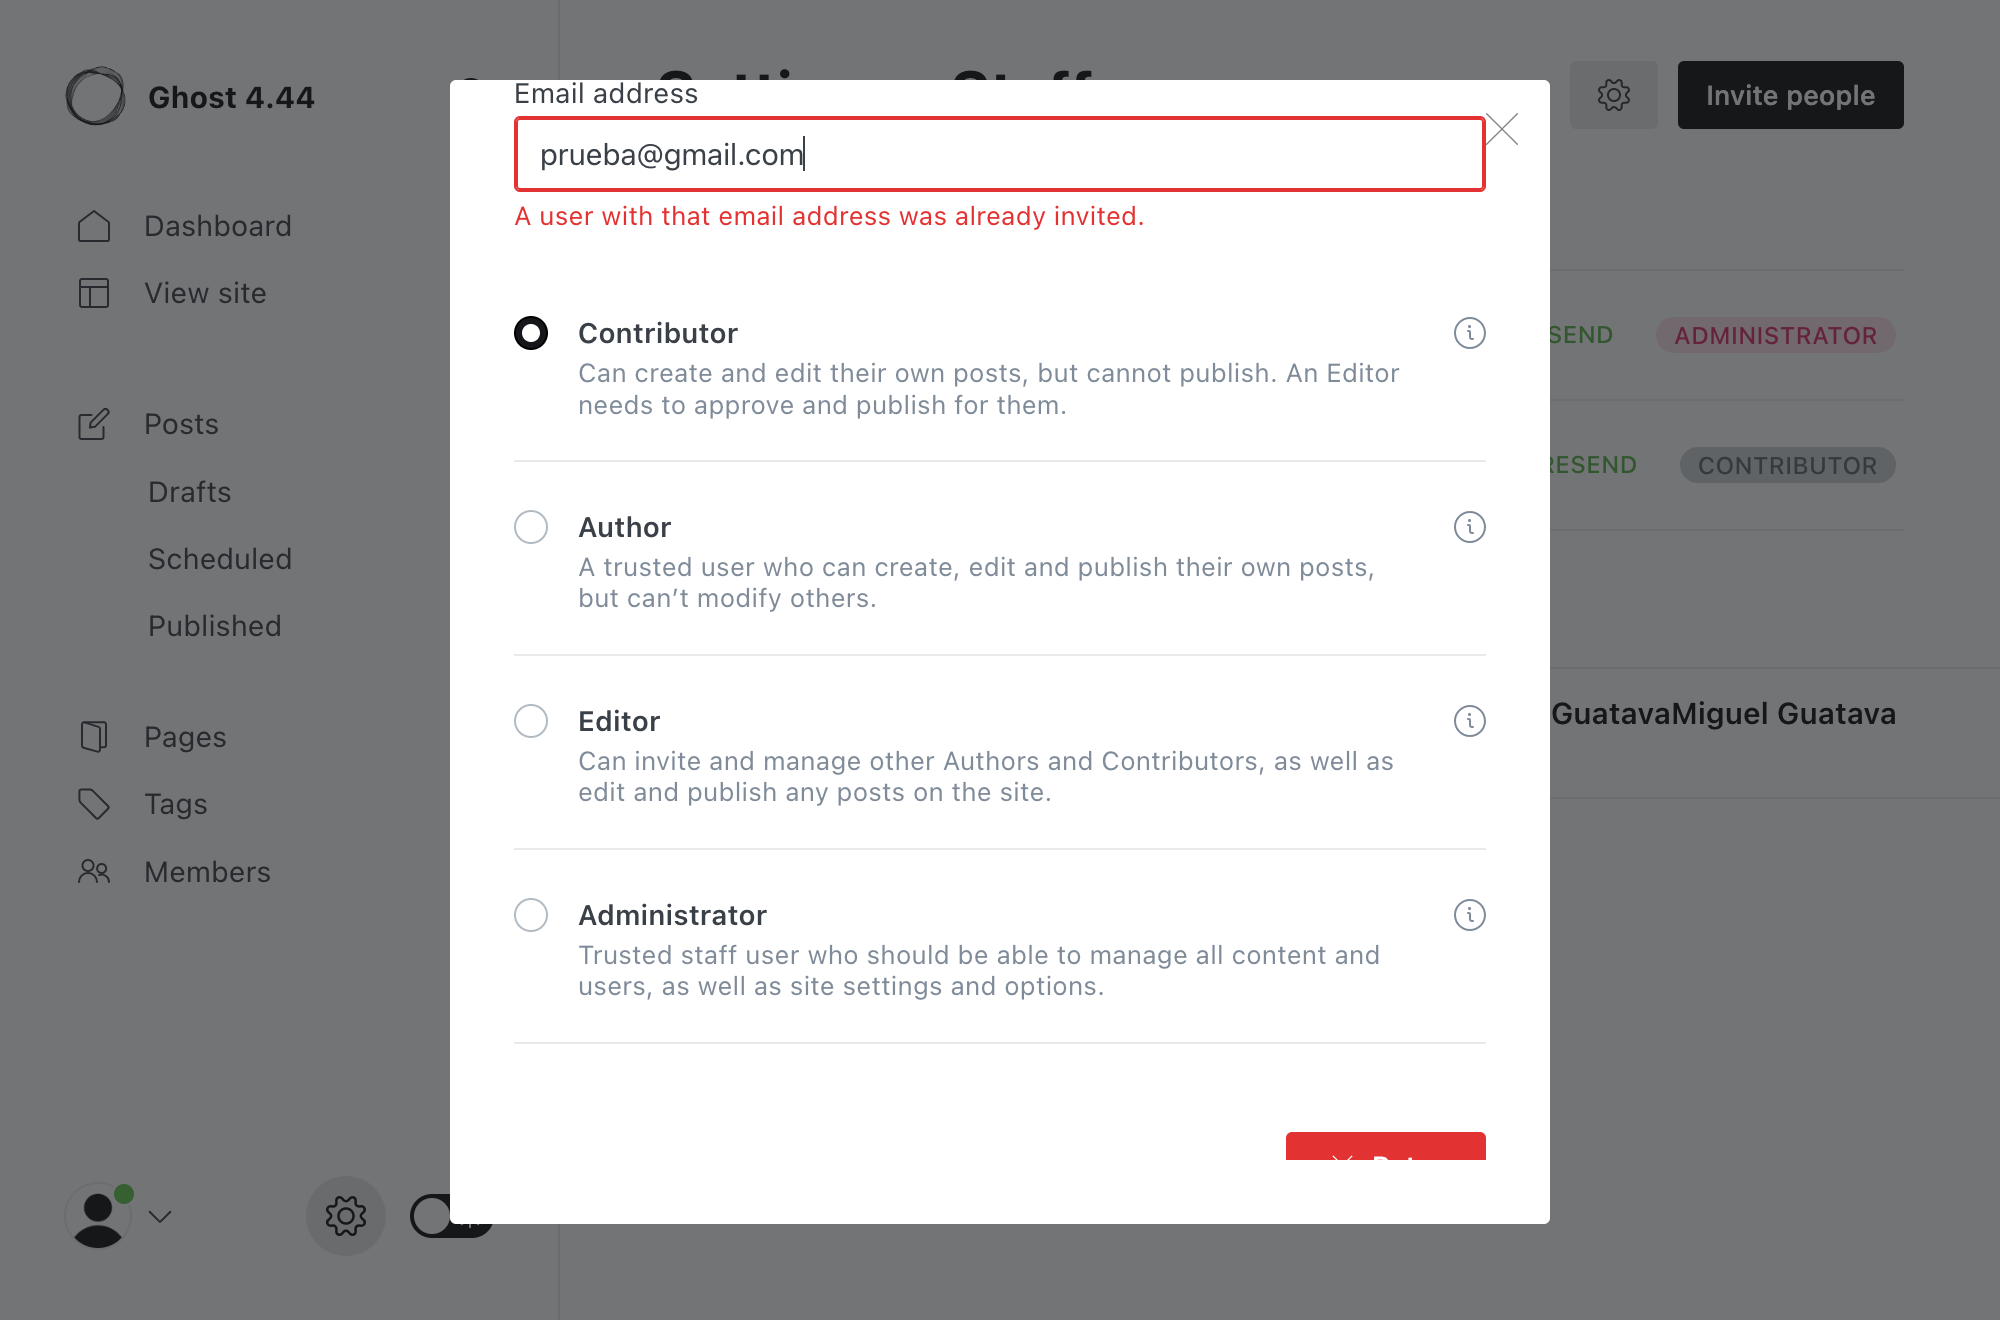 Ghost 4.44
Dashboard
View site
Posts
Drafts
Scheduled
Published
Pages
Tags
Members
Invite people
Email address
prueba@gmail.com
A user with that email address was already invited.
Contributor
Can create and edit their own posts, but cannot publish. An Editor
needs to approve and publish for them.
Author
A trusted user who can create, edit and publish their own posts,
but can’t modify others.
Editor
Can invite and manage other Authors and Contributors, as well as
edit and publish any posts on the site.
Administrator
Trusted staff user who should be able to manage all content and
users, as well as site settings and options.
SEND ADMINISTRATOR
RESEND CONTRIBUTOR
GuatavaMiguel Guatava